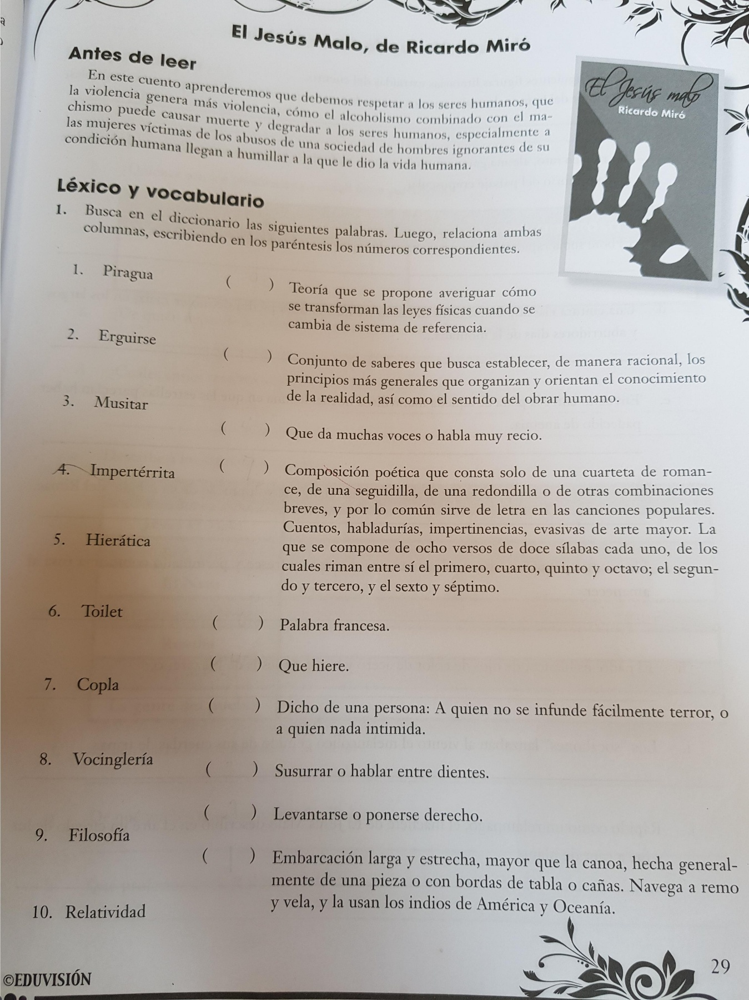 El Jesús Malo, de Ricardo Miró
Antes de leer
En este cuento aprenderemos que debemos respetar a los seres humanos, que
la violencia genera más violencia, cómo el alcoholismo combinado con el ma-
chismo puede causar muerte y degradar a los seres humanos, especialmente a
las mujeres víctimas de los abusos de una sociedad de hombres ignorantes de su
condición humana llegan a humillar a la que le dio la vida humana.
El Jesús malo
Ricardo Miró
Léxico y vocabulario
1. Busca en el diccionario las siguientes palabras. Luego, relaciona ambas
columnas, escribiendo en los paréntesis los números correspondientes.
1. Piragua
( ) Teoría que se propone averiguar cómo
se transforman las leyes físicas cuando se
cambia de sistema de referencia.
2. Erguirse
( ) Conjunto de saberes que busca establecer, de manera racional, los
principios más generales que organizan y orientan el conocimiento
de la realidad, así como el sentido del obrar humano.
3. Musitar
( ) Que da muchas voces o habla muy recio.
4. Impertérrita
( ) Composición poética que consta solo de una cuarteta de roman-
ce, de una seguidilla, de una redondilla o de otras combinaciones
breves, y por lo común sirve de letra en las canciones populares.
Cuentos, habladurías, impertinencias, evasivas de arte mayor. La
que se compone de ocho versos de doce sílabas cada uno, de los
cuales riman entre sí el primero, cuarto, quinto y octavo; el segun-
do y tercero, y el sexto y séptimo.
5. Hierática
6. Toilet
( ) Palabra francesa.
( ) Que hiere.
7. Copla
( ) Dicho de una persona: A quien no se infunde fácilmente terror, o
a quien nada intimida.
8. Vocinglería
( ) Susurrar o hablar entre dientes.
( ) Levantarse o ponerse derecho.
9. Filosofía
( ) Embarcación larga y estrecha, mayor que la canoa, hecha general-
mente de una pieza o con bordas de tabla o cañas. Navega a remo
y vela, y la usan los indios de América y Oceanía.
10. Relatividad
29
©EDUVISIÓN